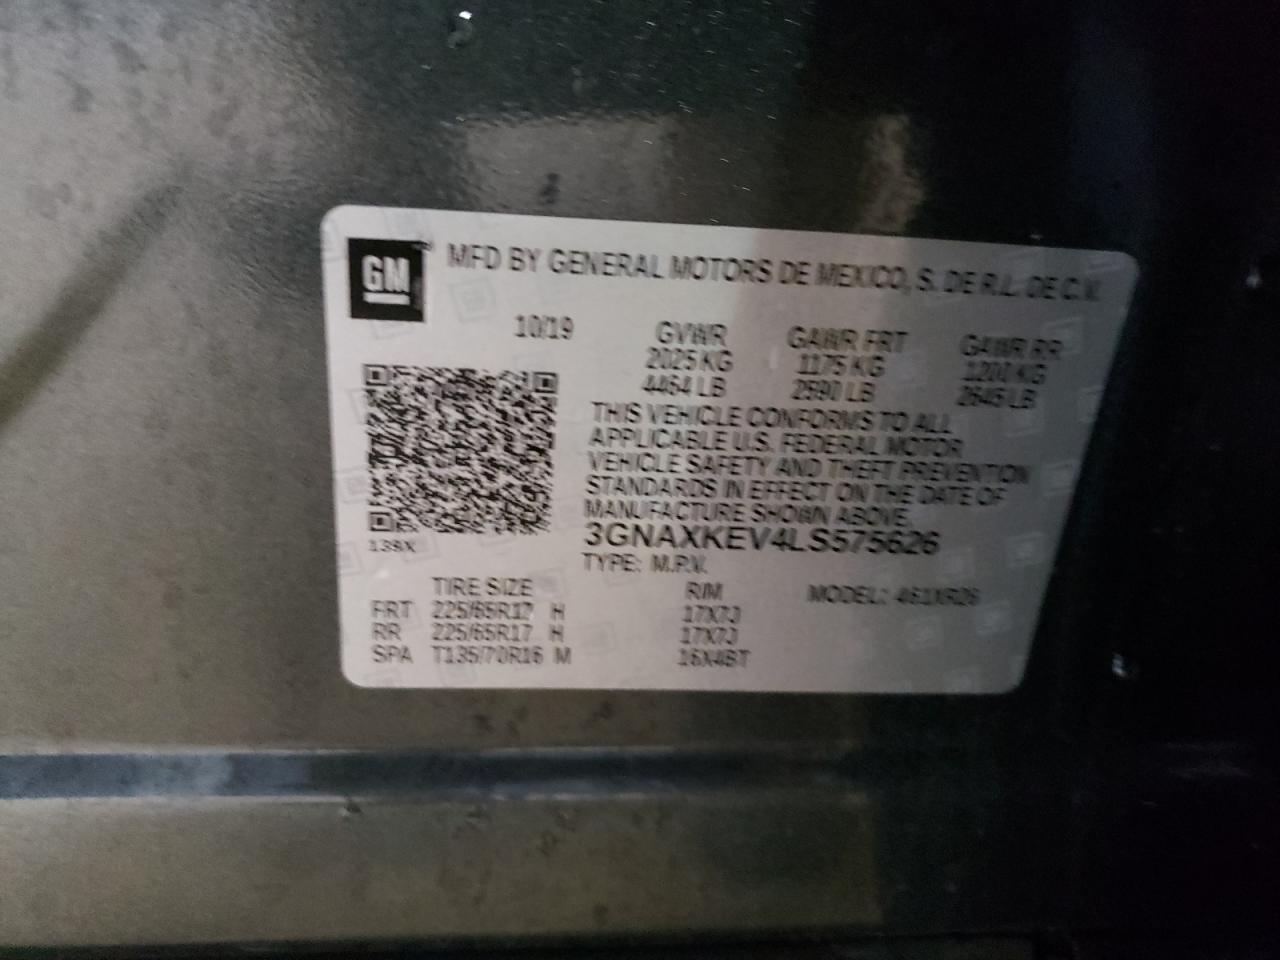 GM
MFD BY GENERAL MOTORS DE MEXICO, S. DE R.L. DE C.V.
10/19 GVWR GAWR FRT GAWR RR
2025 KG 1175 KG 1200 KG
4464 LB 2590 LB 2645 LB
THIS VEHICLE CONFORMS TO ALL
APPLICABLE U.S. FEDERAL MOTOR
VEHICLE SAFETY AND THEFT PREVENTION
STANDARDS IN EFFECT ON THE DATE OF
MANUFACTURE SHOWN ABOVE.
3GNAXKEV4LS575626
TYPE: M.P.V.
TIRE SIZE RIM MODEL:
FRT 225/65R17 H 17X7J
RR 225/65R17 H 17X7J
SPA T135/70R16 M 16X4BT